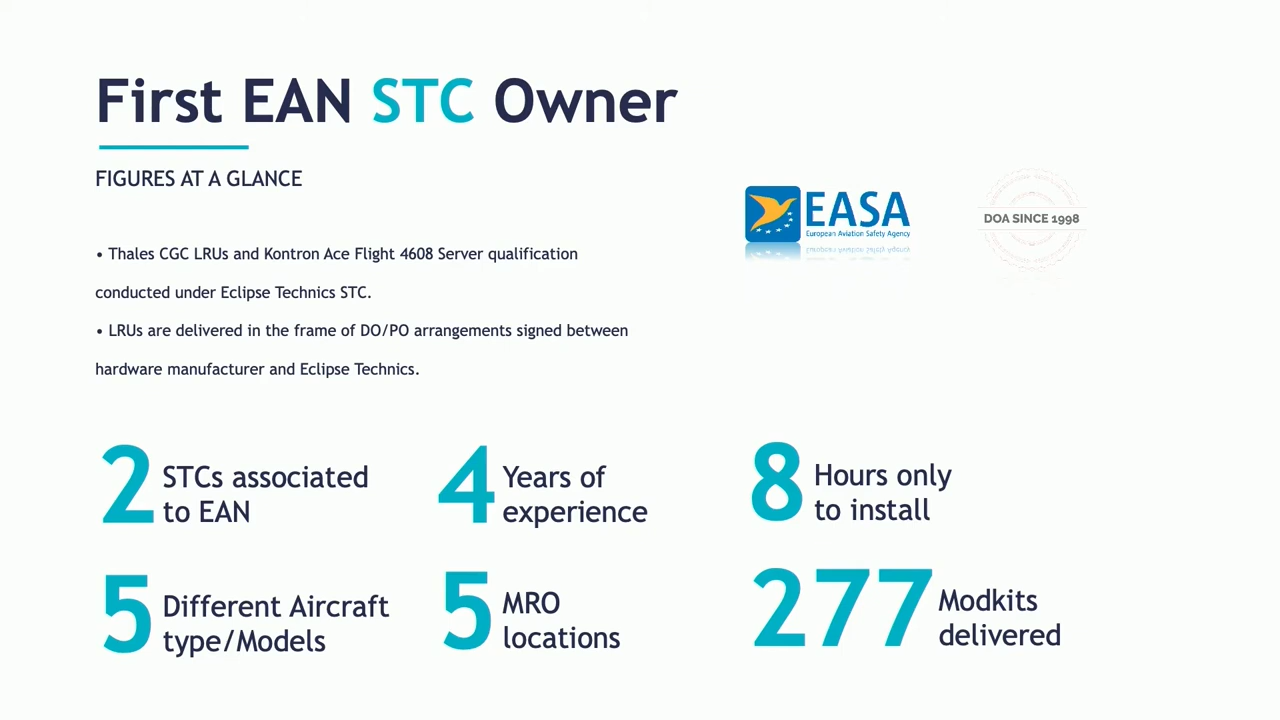 First EAN STC Owner
FIGURES AT A GLANCE
EASA
European Aviation Safety Agency
DOA SINCE 1998
• Thales CGC LRUs and Kontron Ace Flight 4608 Server qualification
conducted under Eclipse Technics STC.
• LRUs are delivered in the frame of DO/PO arrangements signed between
hardware manufacturer and Eclipse Technics.
2 STCs associated
to EAN
4 Years of
experience
8 Hours only
to install
5 Different Aircraft
type/Models
5 MRO
locations
277 Modkits
delivered